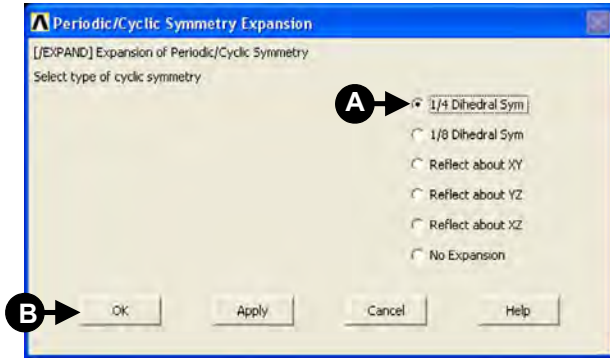 Periodic/Cyclic Symmetry Expansion
[/EXPAND] Expansion of Periodic/Cyclic Symmetry
Select type of cyclic symmetry
A
1/4 Dihedral Sym
1/8 Dihedral Sym
Reflect about XY
Reflect about YZ
Reflect about XZ
No Expansion
B OK Apply Cancel Help